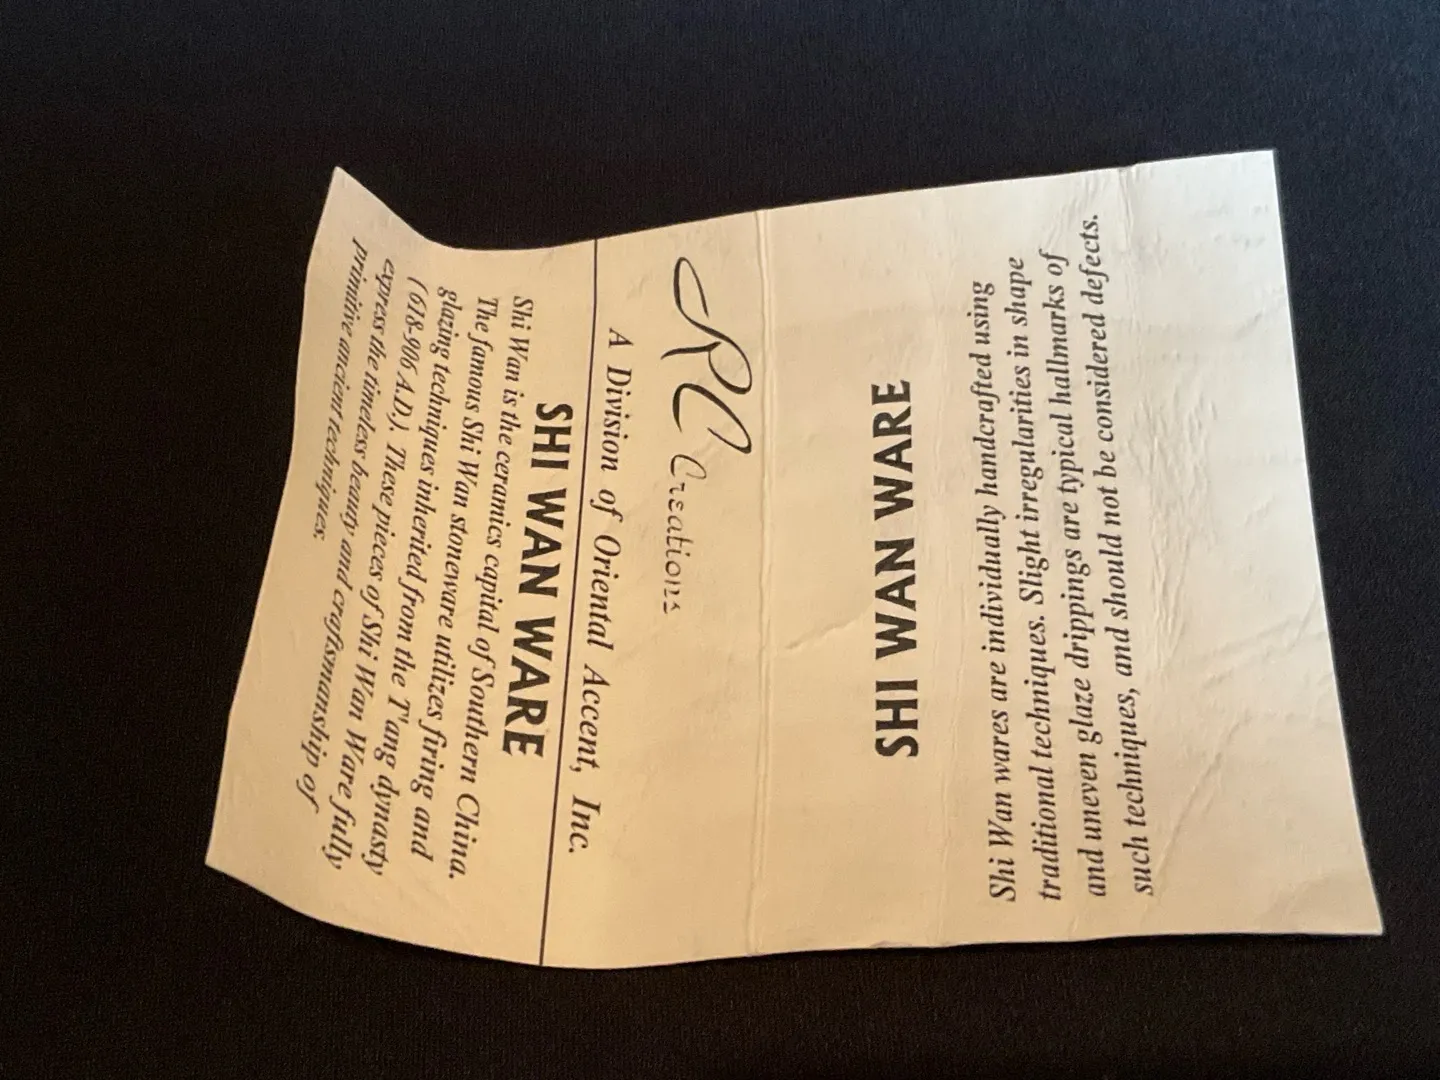 RC Creations
A Division of Oriental Accent, Inc.
SHI WAN WARE
Shi Wan is the ceramics capital of Southern China.
The famous Shi Wan stoneware utilizes firing and
glazing techniques inherited from the T'ang dynasty
(618-906 A.D.). These pieces of Shi Wan Ware fully
express the timeless beauty and craftsmanship of
primitive ancient techniques.
SHI WAN WARE
Shi Wan wares are individually handcrafted using
traditional techniques. Slight irregularities in shape
and uneven glaze drippings are typical hallmarks of
such techniques, and should not be considered defects.